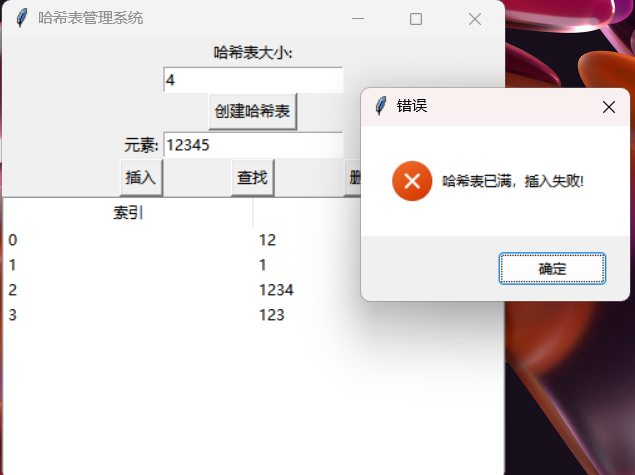 哈希表管理系统
哈希表大小:
4
创建哈希表
元素: 12345
插入 查找
索引
0 12
1 1
2 1234
3 123
错误
哈希表已满，插入失败!
确定